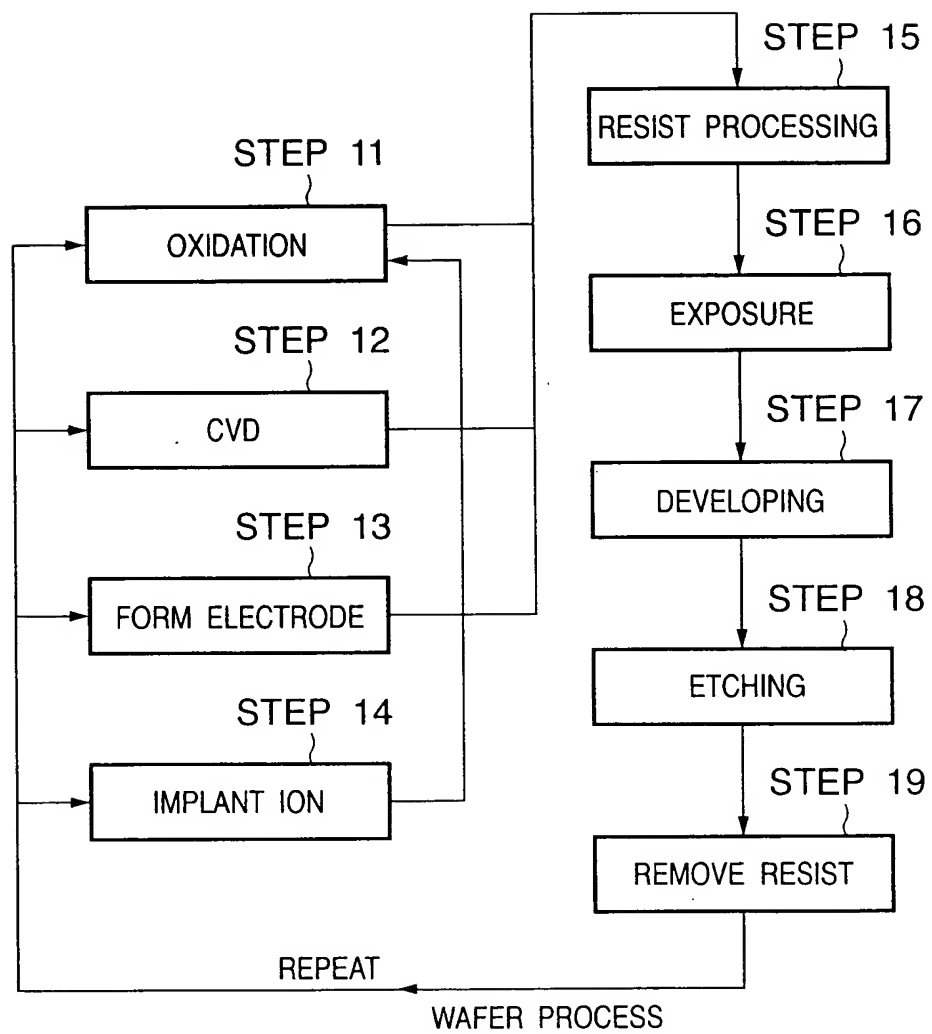 STEP 11
OXIDATION
STEP 12
CVD
STEP 13
FORM ELECTRODE
STEP 14
IMPLANT ION
STEP 15
RESIST PROCESSING
STEP 16
EXPOSURE
STEP 17
DEVELOPING
STEP 18
ETCHING
STEP 19
REMOVE RESIST
REPEAT
WAFER PROCESS